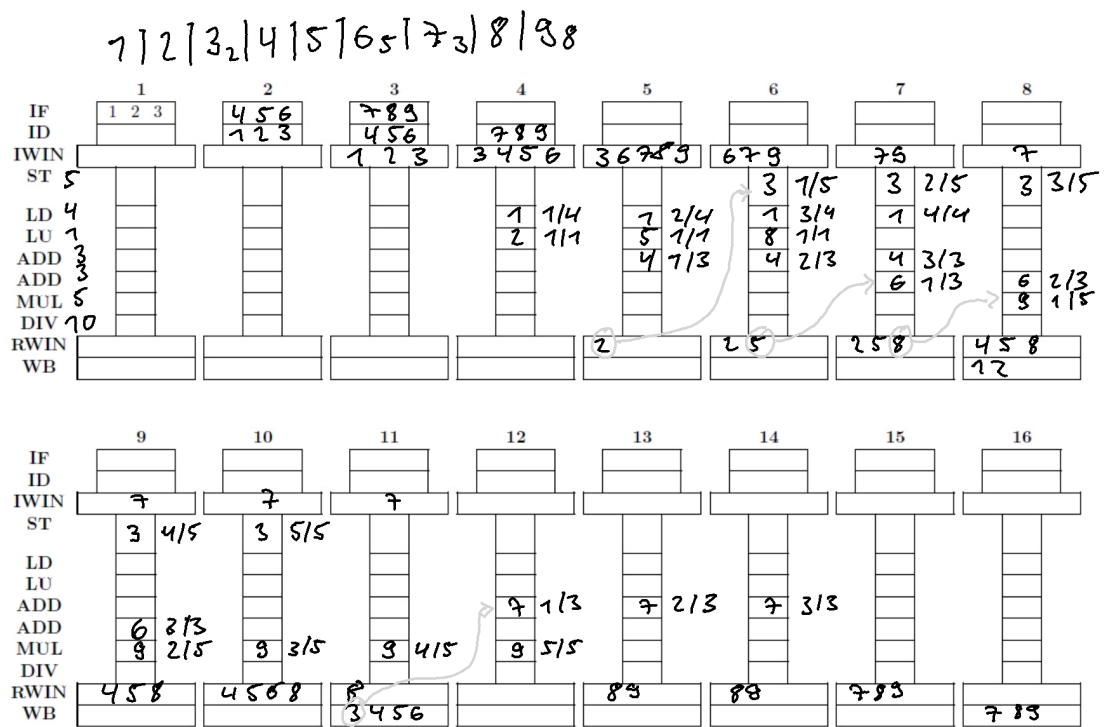 1 | 2 | 3₂ | 4 | 5 | 6₅ | 7₃ | 8 | 9₈
1 2 3 4 5 6 7 8
IF 1 2 3 4 5 6 7 8 9
ID 1 2 3 4 5 6 7 8 9
IWIN 1 2 3 3 4 5 6 3 6 7 8 9 6 7 9 7 9 7
ST 5 3 1/5 3 2/5 3 3/5
LD 4 1 1/4 1 2/4 1 3/4 1 4/4
LU 1 2 1/1 5 1/1 8 1/1
ADD 3 4 1/3 4 2/3 4 3/3
ADD 3 6 1/3 6 2/3
MUL 5 9 1/5
DIV 10
RWIN 2 2 5 2 5 8 4 5 8
WB 1 2
9 10 11 12 13 14 15 16
IF
ID
IWIN 7 7 7
ST 3 4/5 3 5/5
LD
LU
ADD 7 1/3 7 2/3 7 3/3
ADD 6 3/3
MUL 9 2/5 9 3/5 9 4/5 9 5/5
DIV
RWIN 4 5 8 4 5 6 8 8 9 8 9 7 8 9
WB 3 4 5 6 7 8 9